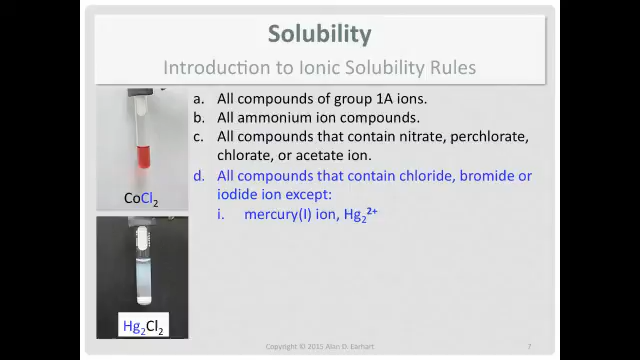 Solubility
Introduction to Ionic Solubility Rules
a. All compounds of group 1A ions.
b. All ammonium ion compounds.
c. All compounds that contain nitrate, perchlorate,
chlorate, or acetate ion.
d. All compounds that contain chloride, bromide or
iodide ion except:
i. mercury(I) ion, Hg₂²⁺
CoCl₂
Hg₂Cl₂
Copyright © 2015 Alan D. Earhart
7